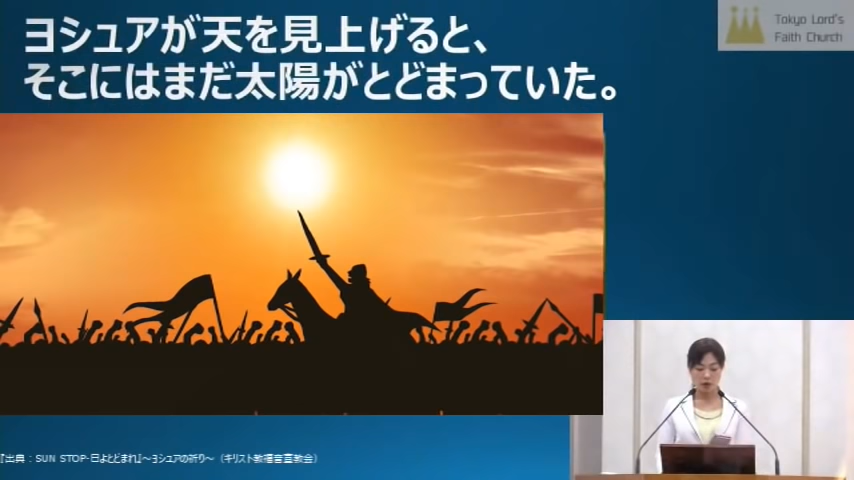 ヨシュアが天を見上げると、
そこにはまだ太陽がとどまっていた。
Tokyo Lord's
Faith Church
『出典：SUN STOP-日よとどまれ』～ヨシュアの祈り～（キリスト教福音宣教会）